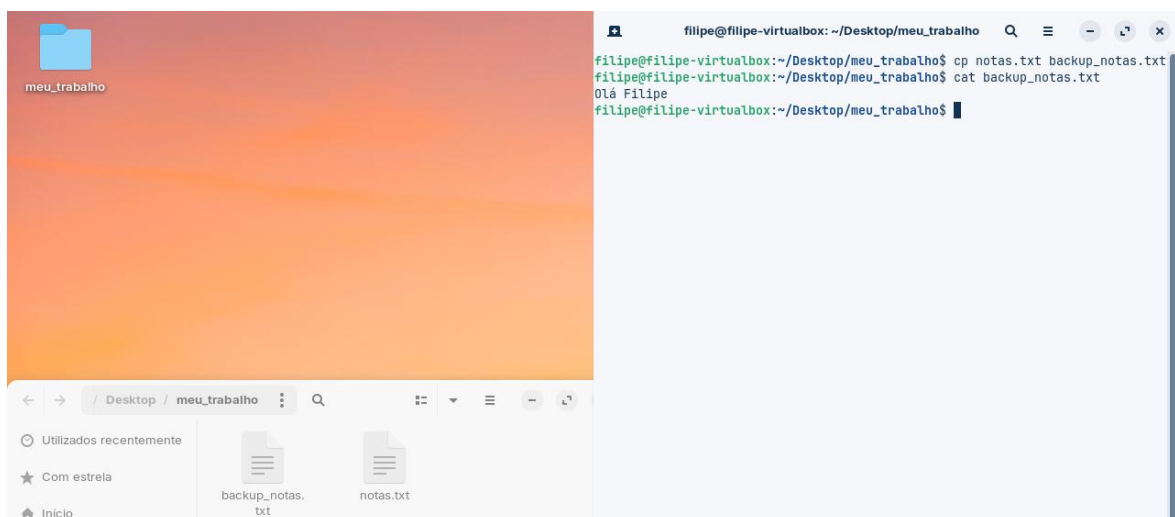 meu_trabalho
filipe@filipe-virtualbox: ~/Desktop/meu_trabalho
filipe@filipe-virtualbox:~/Desktop/meu_trabalho$ cp notas.txt backup_notas.txt
filipe@filipe-virtualbox:~/Desktop/meu_trabalho$ cat backup_notas.txt
Olá Filipe
filipe@filipe-virtualbox:~/Desktop/meu_trabalho$
/ Desktop / meu_trabalho
Utilizados recentemente
Com estrela
Início
backup_notas.
txt
notas.txt